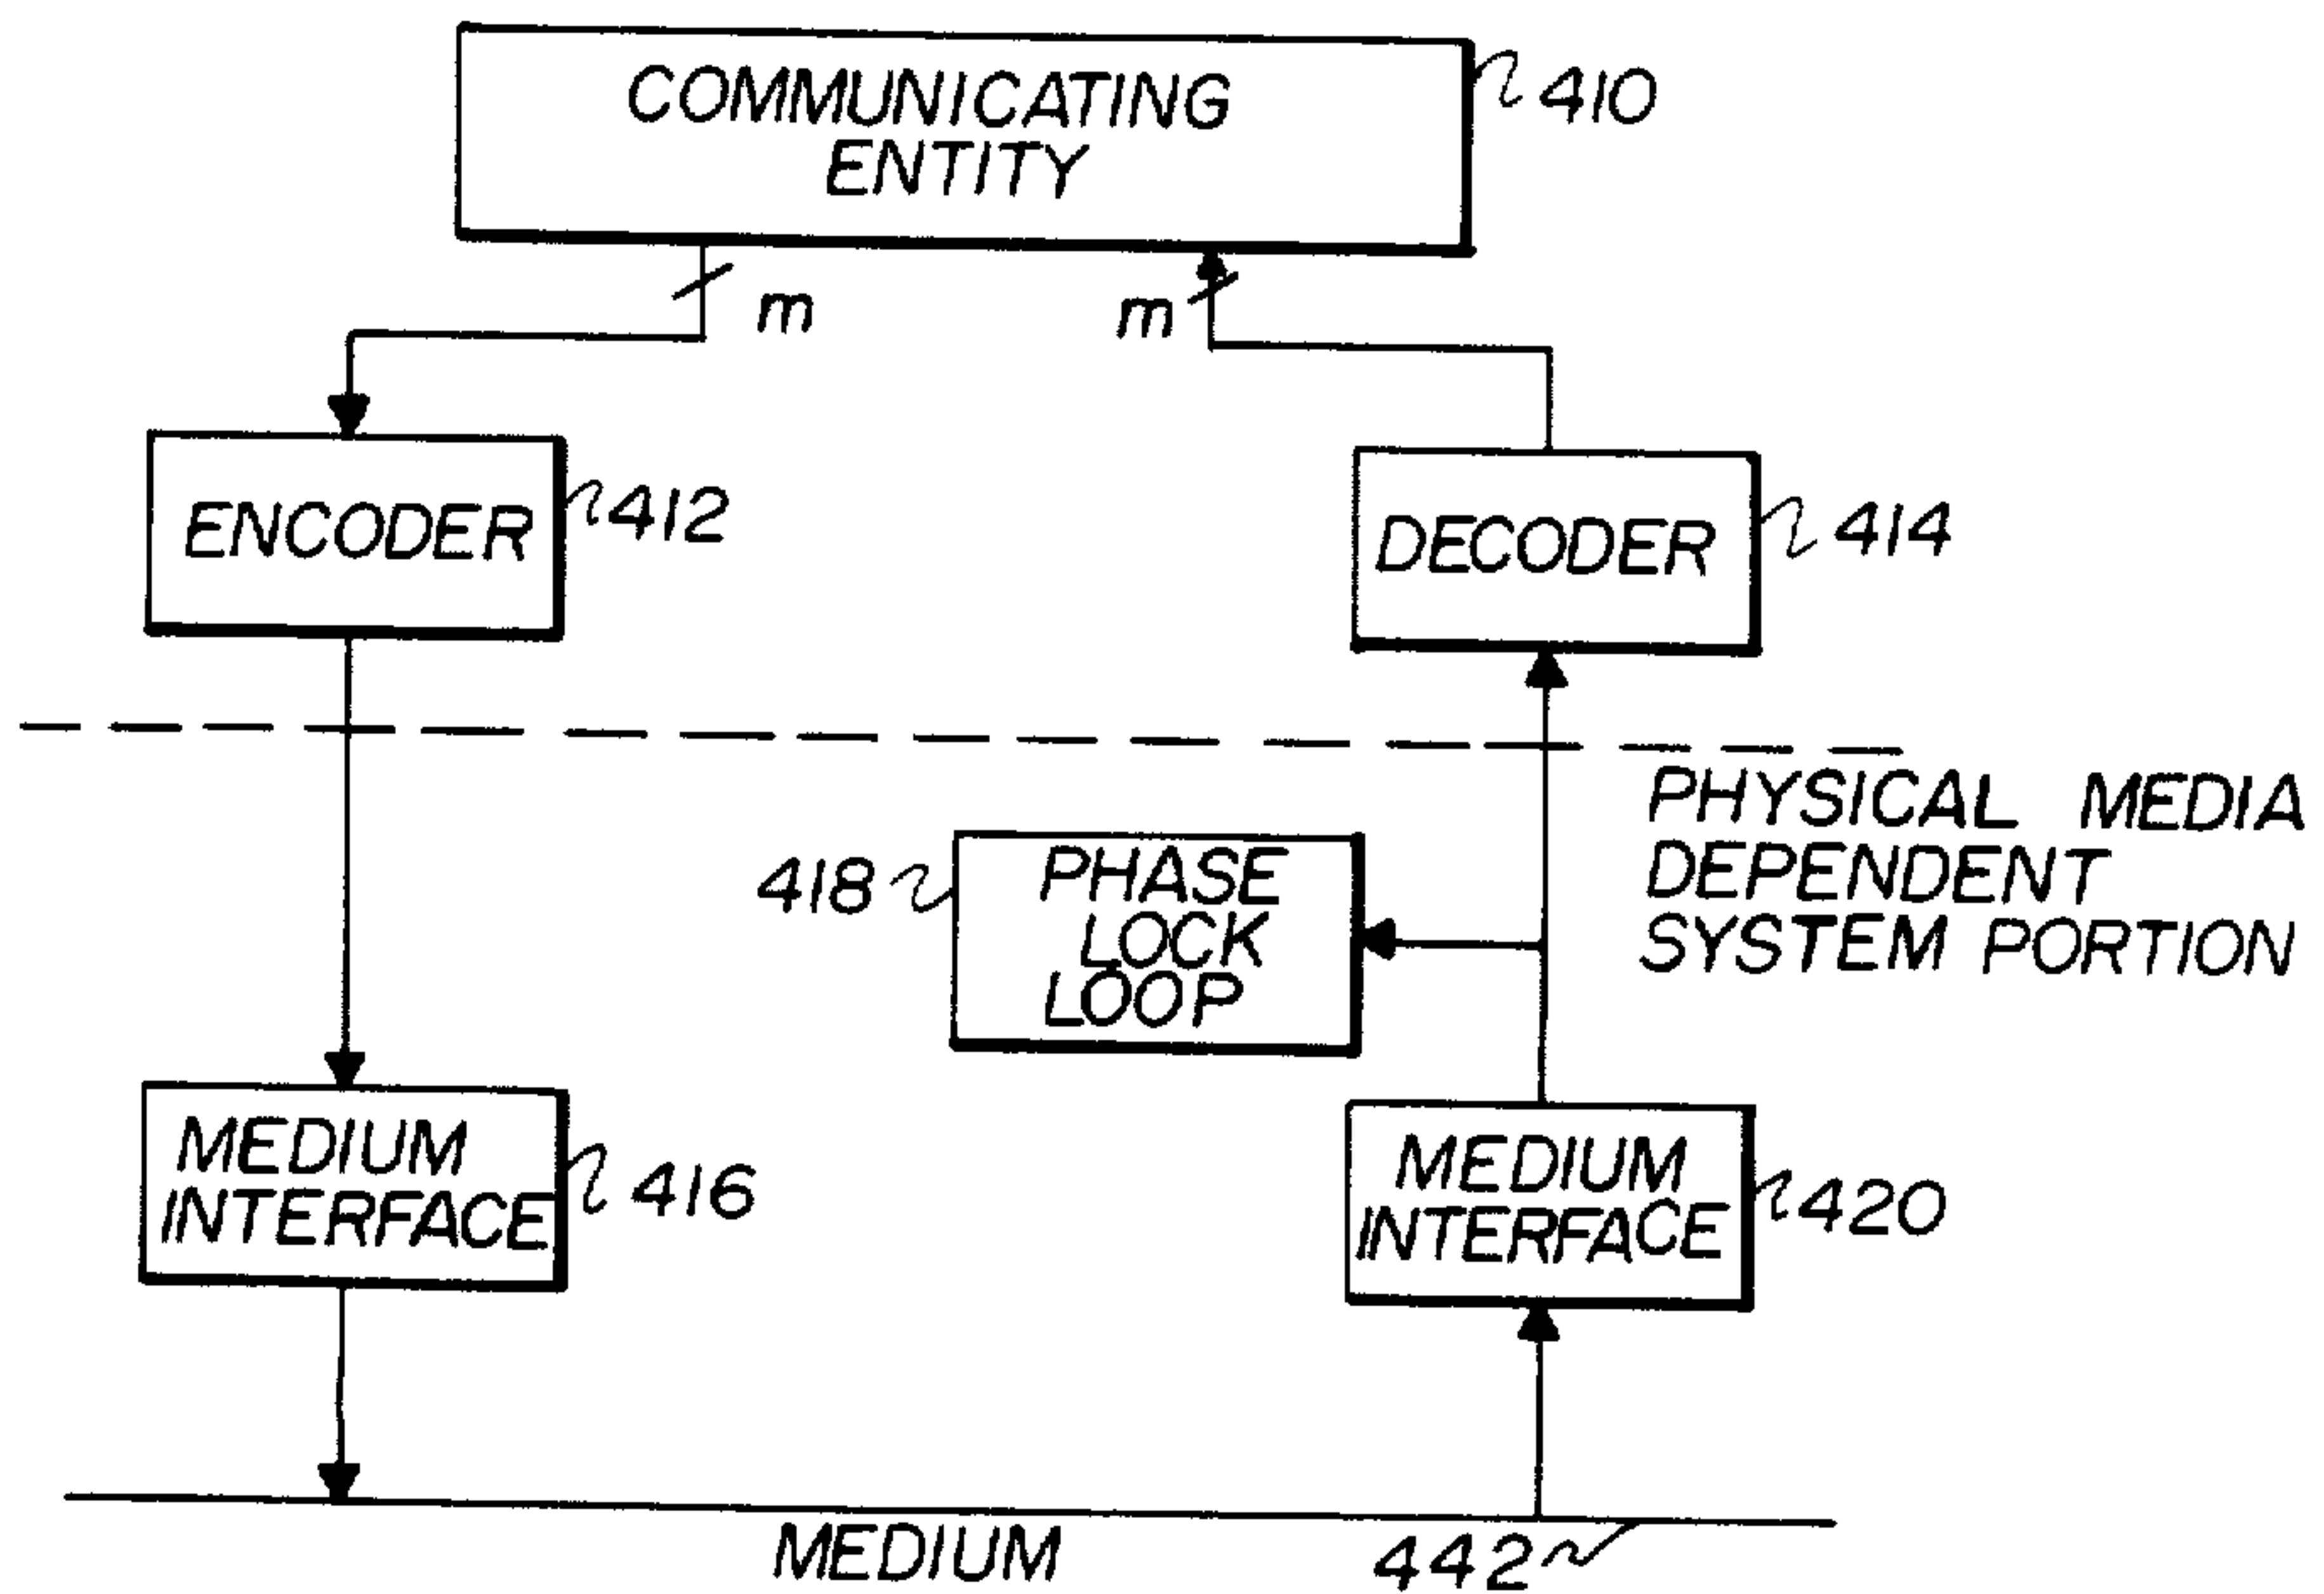 COMMUNICATING
ENTITY
410
m
m
ENCODER
412
DECODER
414
PHYSICAL MEDIA
DEPENDENT
SYSTEM PORTION
418
PHASE
LOCK
LOOP
MEDIUM
INTERFACE
416
MEDIUM
INTERFACE
420
MEDIUM
442